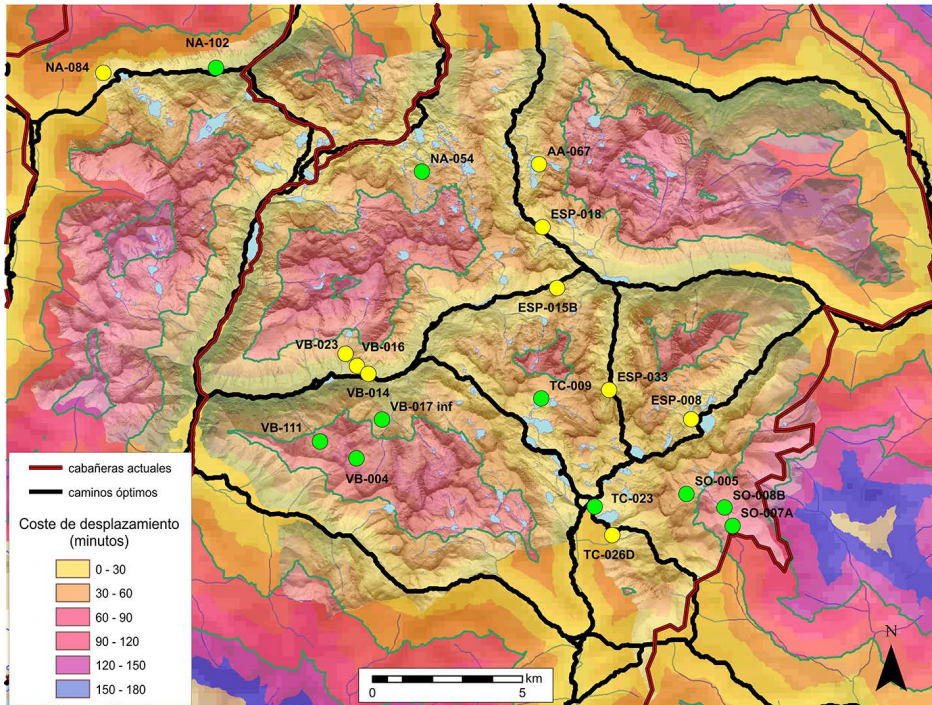 NA-102
NA-084
NA-054
AA-067
ESP-018
ESP-015B
VB-023
VB-016
VB-014
ESP-033
TC-009
ESP-008
VB-017 inf
VB-111
VB-004
SO-005
SO-008B
TC-023
SO-007A
TC-026D
cabañeras actuales
caminos óptimos
Coste de desplazamiento
(minutos)
0 - 30
30 - 60
60 - 90
90 - 120
120 - 150
150 - 180
N
km
0 5